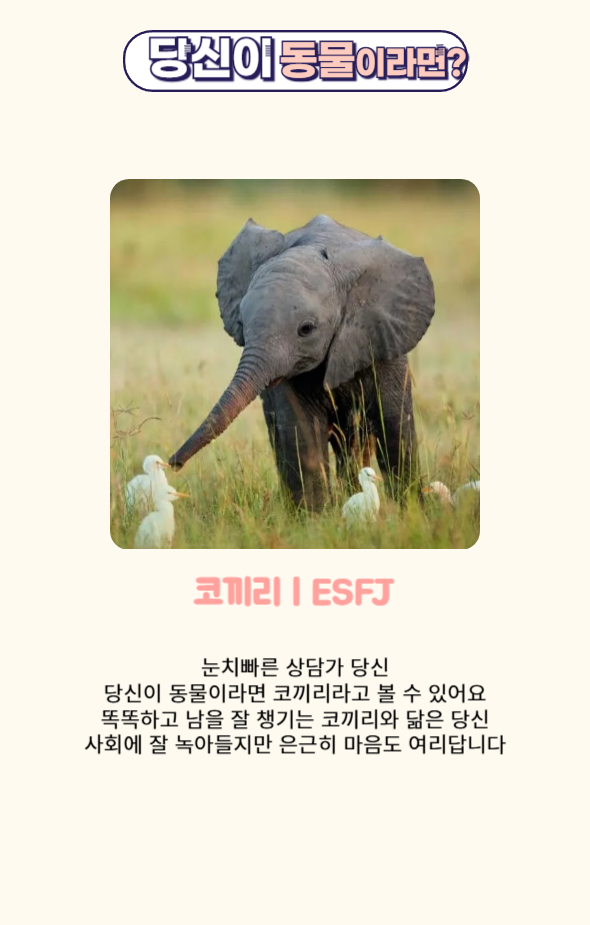 당신이 동물이라면?
코끼리 | ESFJ
눈치빠른 상담가 당신
당신이 동물이라면 코끼리라고 볼 수 있어요
똑똑하고 남을 잘 챙기는 코끼리와 닮은 당신
사회에 잘 녹아들지만 은근히 마음도 여리답니다